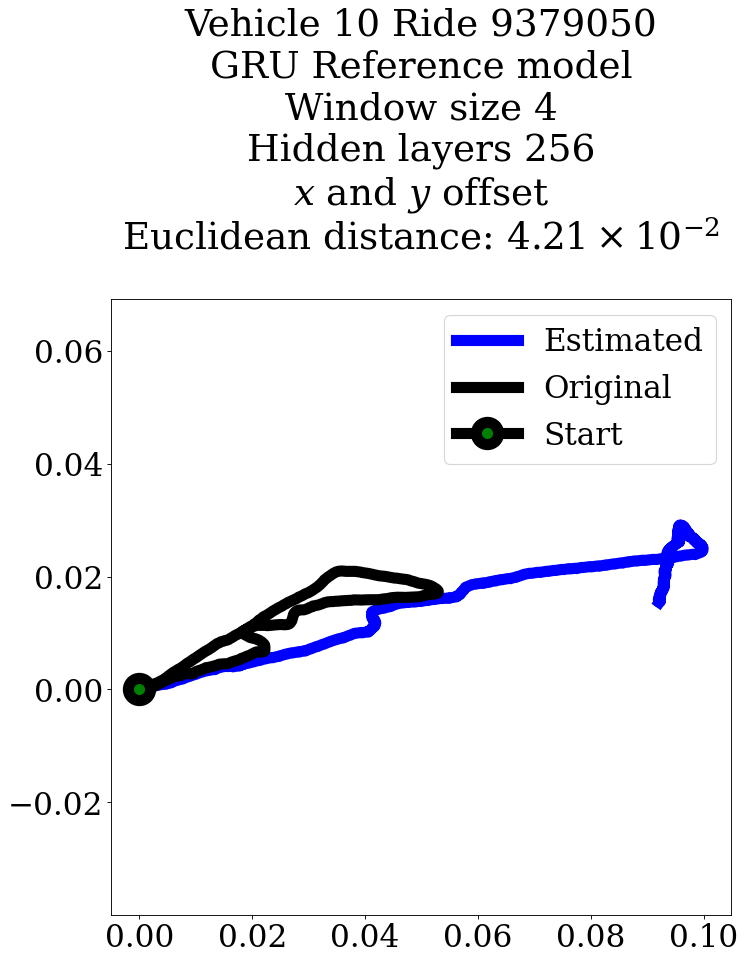 Vehicle 10 Ride 9379050
GRU Reference model
Window size 4
Hidden layers 256
x and y offset
Euclidean distance: 4.21 × 10⁻²
Estimated
Original
Start
0.06
0.04
0.02
0.00
−0.02
0.00 0.02 0.04 0.06 0.08 0.10